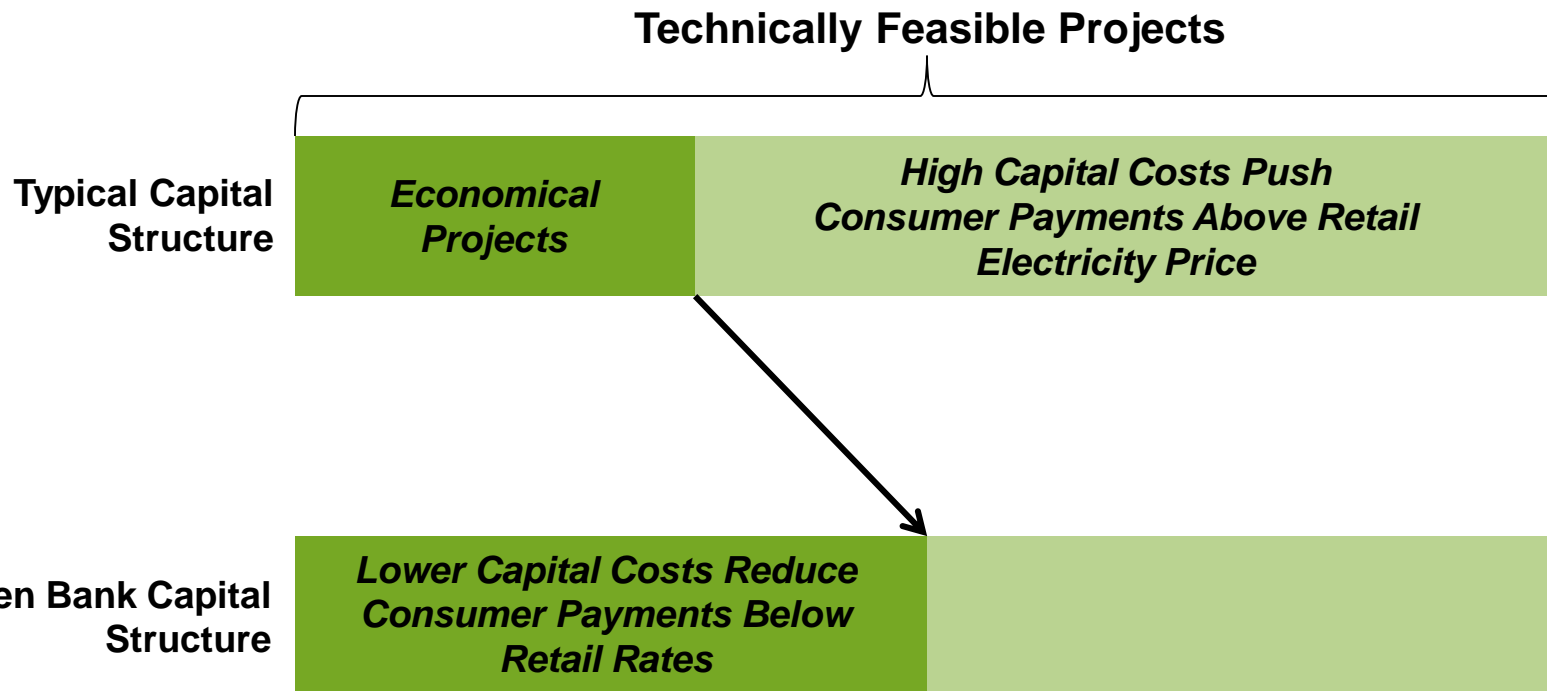 Technically Feasible Projects
Typical Capital
Structure
Economical
Projects
High Capital Costs Push
Consumer Payments Above Retail
Electricity Price
en Bank Capital
Structure
Lower Capital Costs Reduce
Consumer Payments Below
Retail Rates